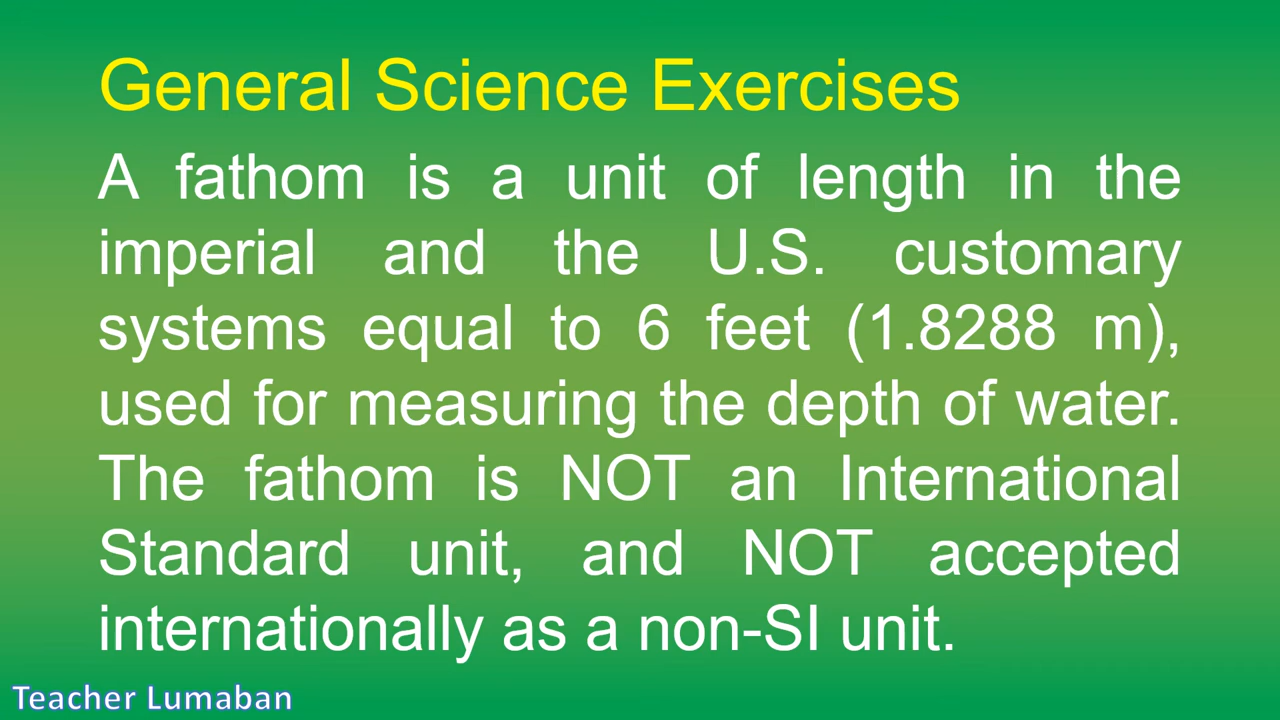 General Science Exercises
A fathom is a unit of length in the
imperial and the U.S. customary
systems equal to 6 feet (1.8288 m),
used for measuring the depth of water.
The fathom is NOT an International
Standard unit, and NOT accepted
internationally as a non-SI unit.
Teacher Lumaban